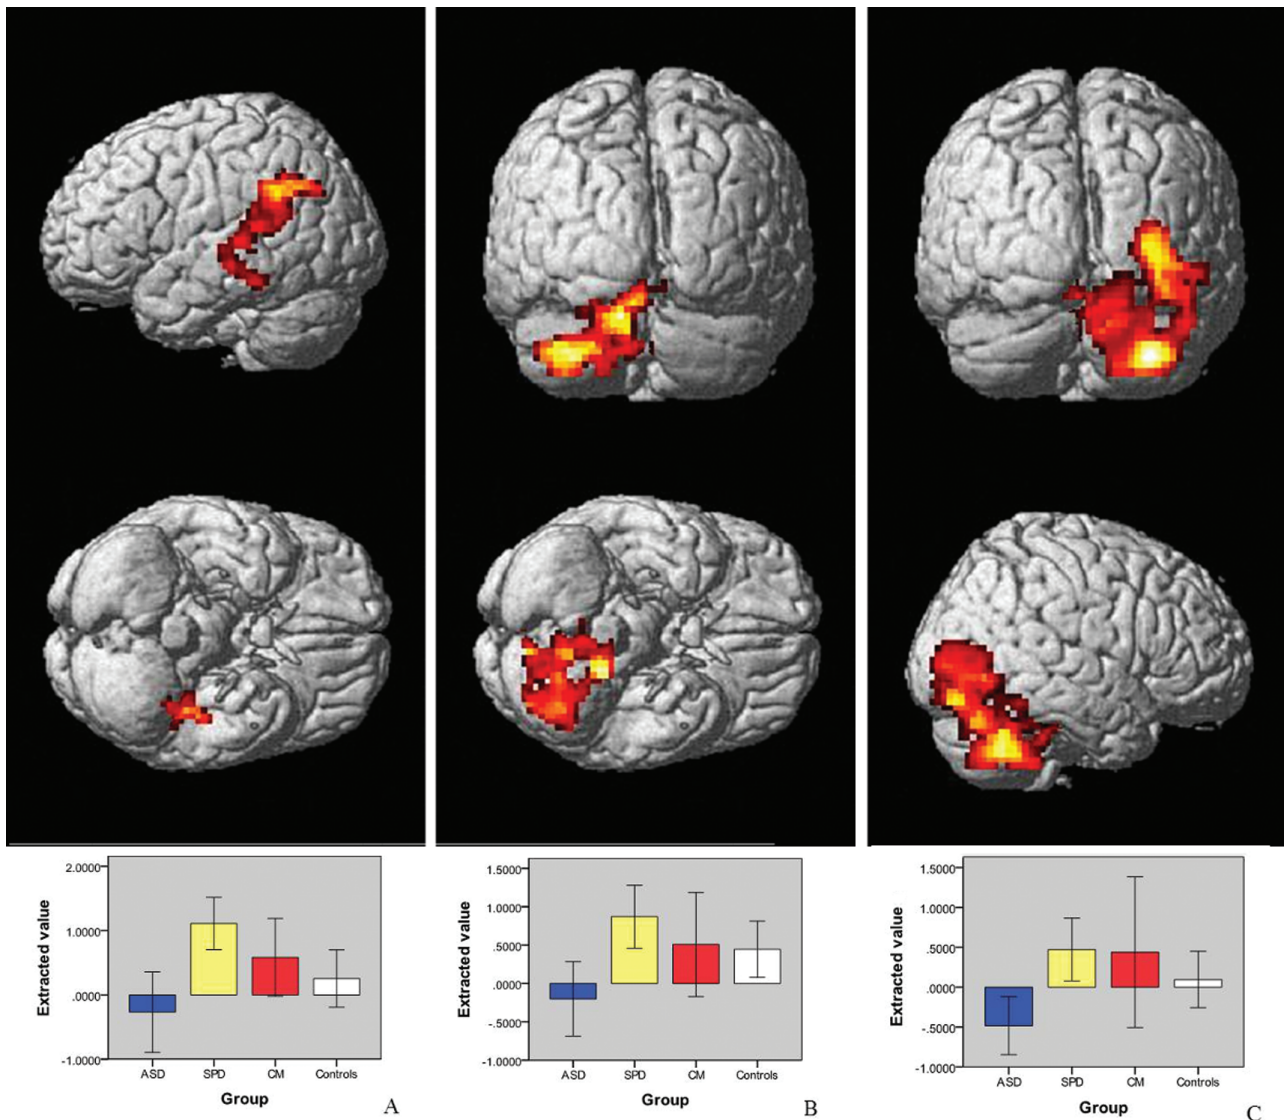 2.0000
1.0000
.0000
-1.0000
Extracted value
ASD SPD CM Controls
Group
A
1.5000
1.0000
.5000
.0000
-.5000
-1.0000
Extracted value
ASD SPD CM Controls
Group
B
1.5000
1.0000
.5000
.0000
-.5000
-1.0000
Extracted value
ASD SPD CM Controls
Group
C